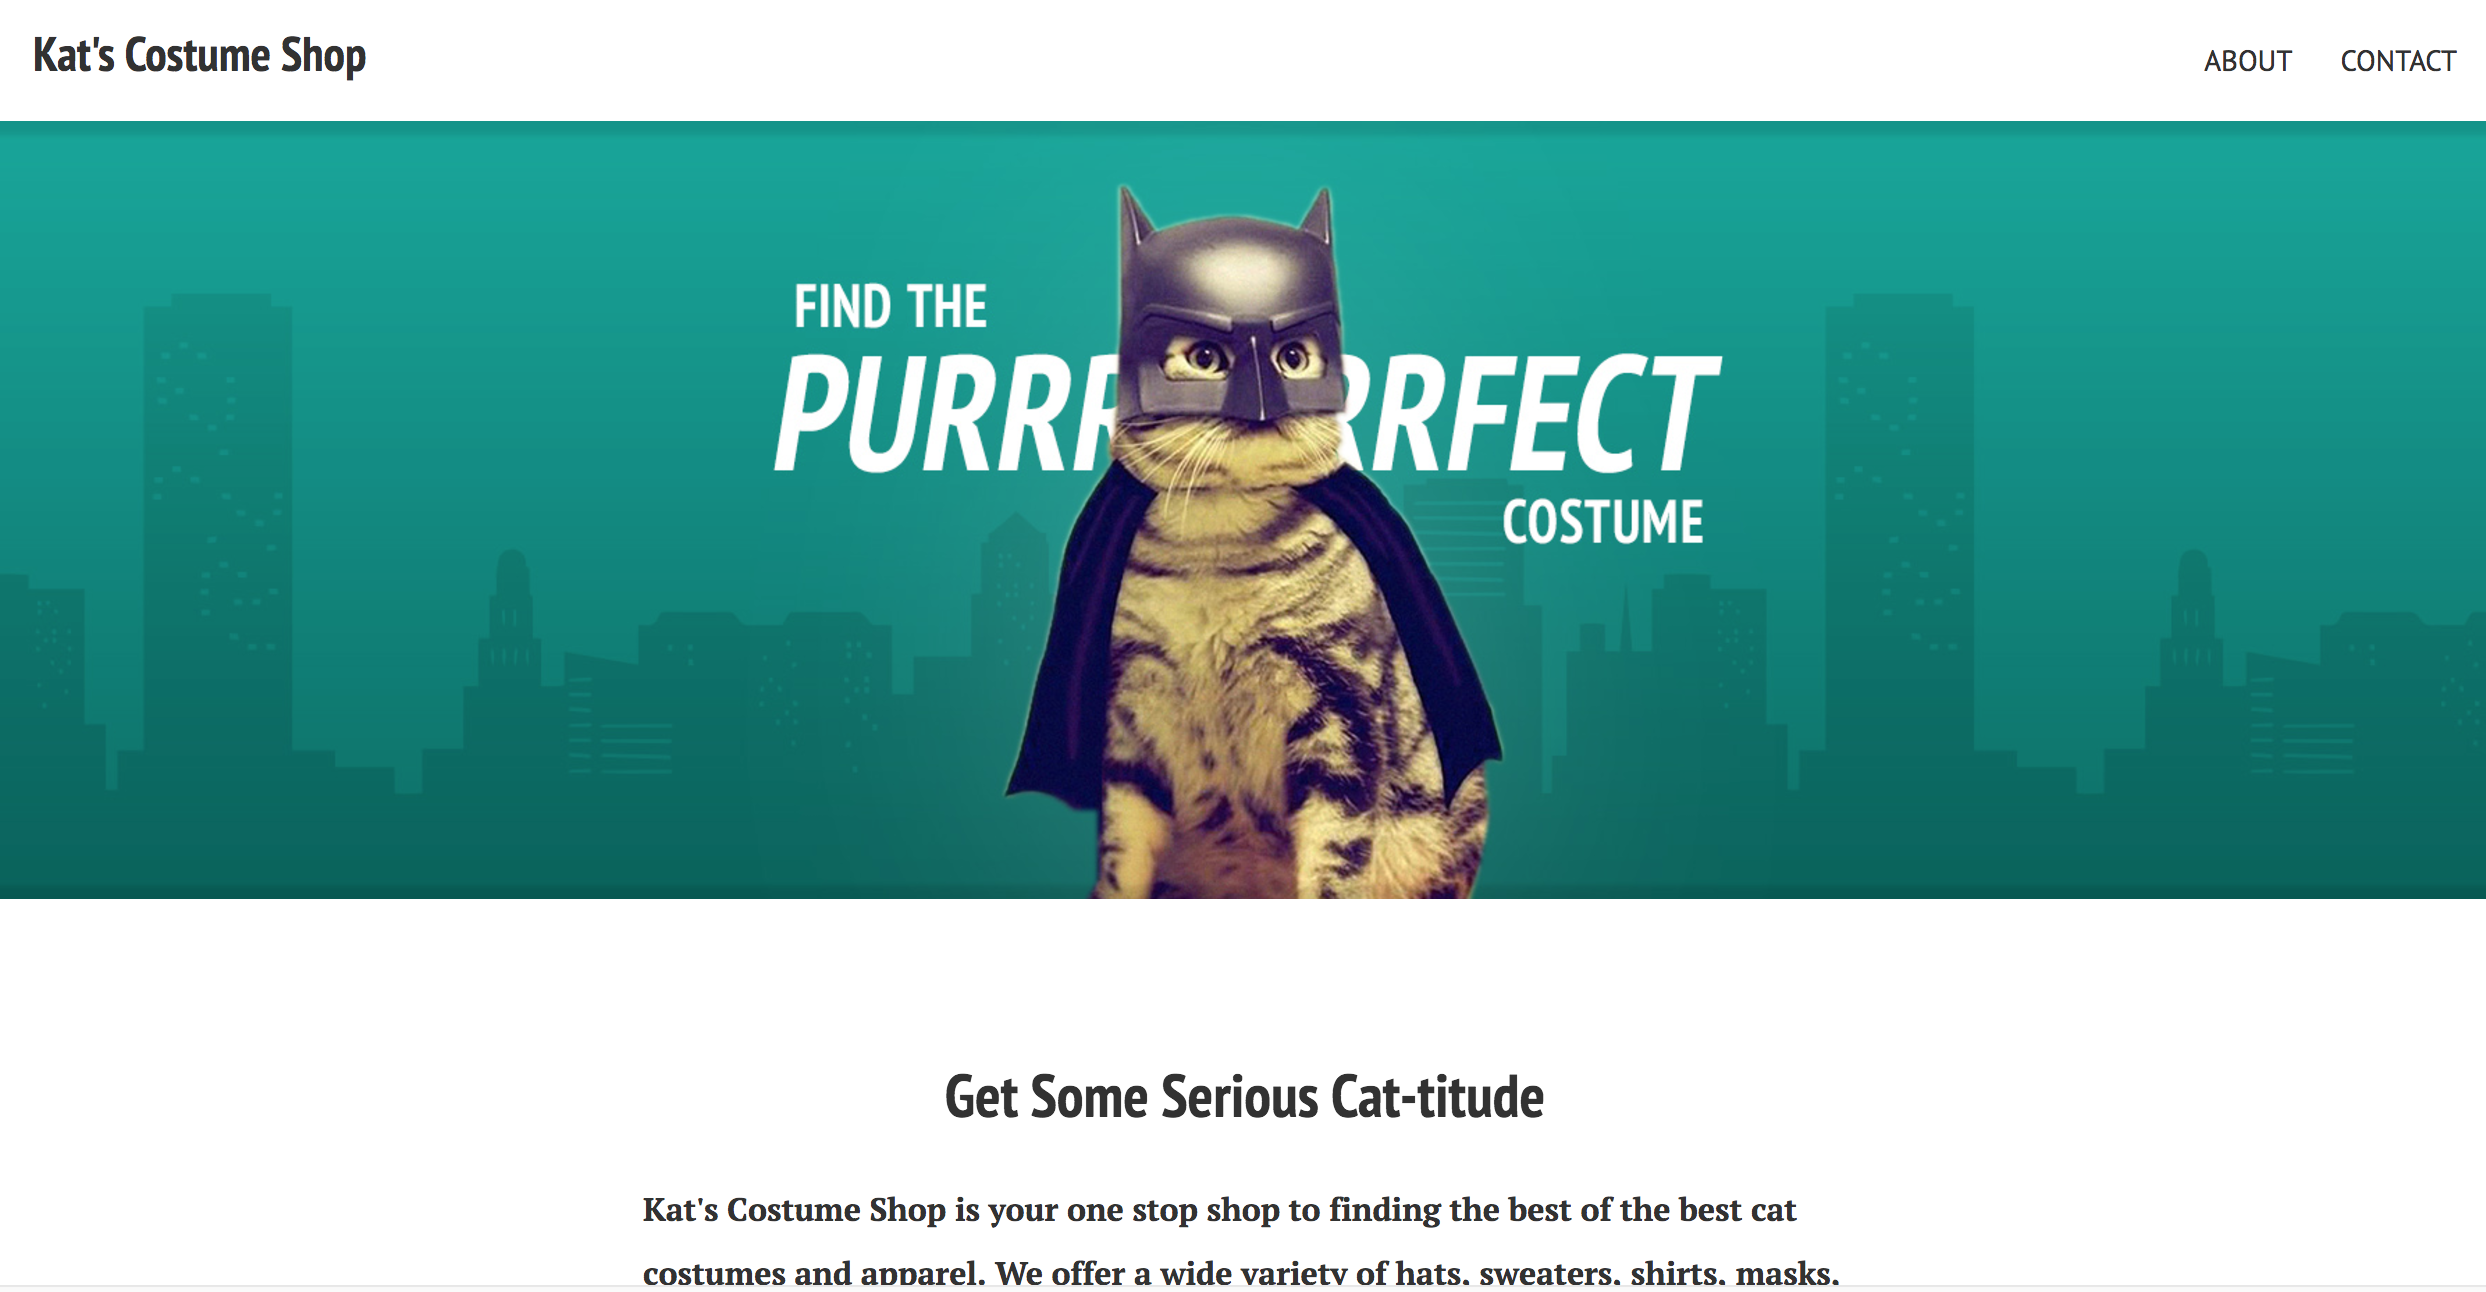 Kat's Costume Shop
ABOUT CONTACT
FIND THE
PURRR RRFECT
COSTUME
Get Some Serious Cat-titude
Kat's Costume Shop is your one stop shop to finding the best of the best cat
costumes and apparel. We offer a wide variety of hats, sweaters, shirts, masks,